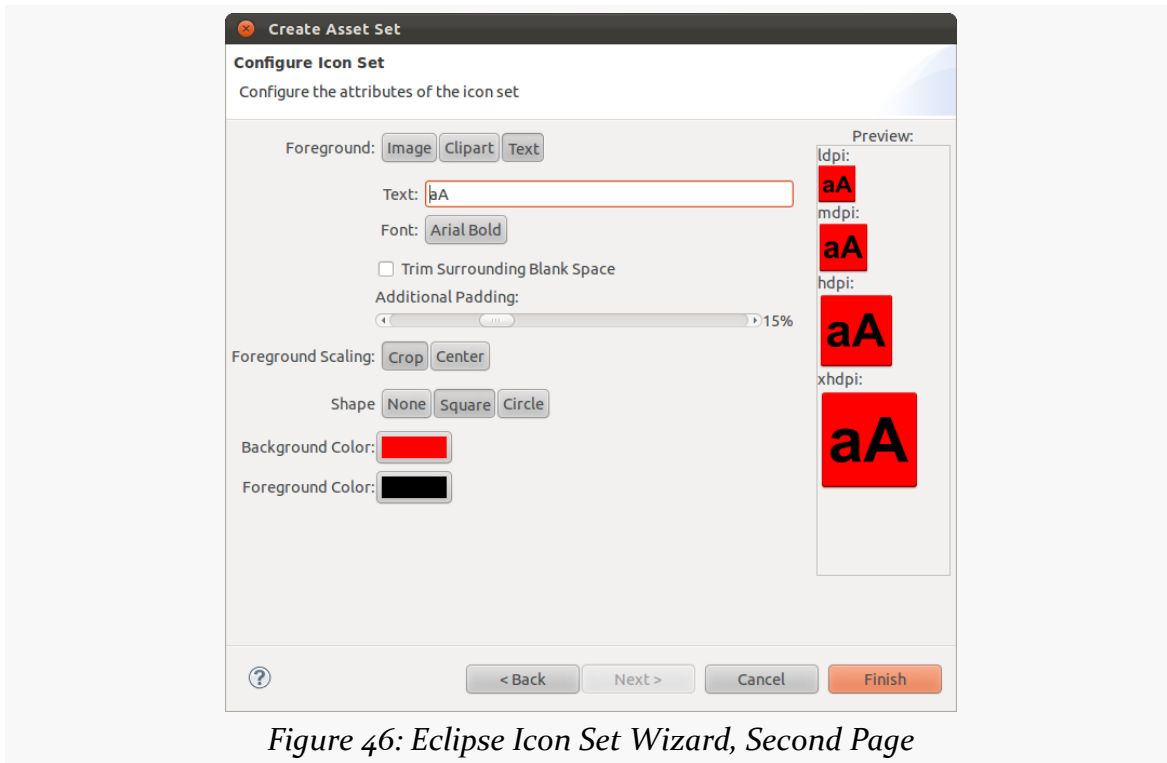 Create Asset Set
Configure Icon Set
Configure the attributes of the icon set
Foreground: Image Clipart Text
Text: aA
Font: Arial Bold
Trim Surrounding Blank Space
Additional Padding:
15%
Foreground Scaling: Crop Center
Shape None Square Circle
Background Color:
Foreground Color:
Preview:
ldpi:
aA
mdpi:
aA
hdpi:
aA
xhdpi:
aA
?
< Back Next > Cancel Finish
Figure 46: Eclipse Icon Set Wizard, Second Page